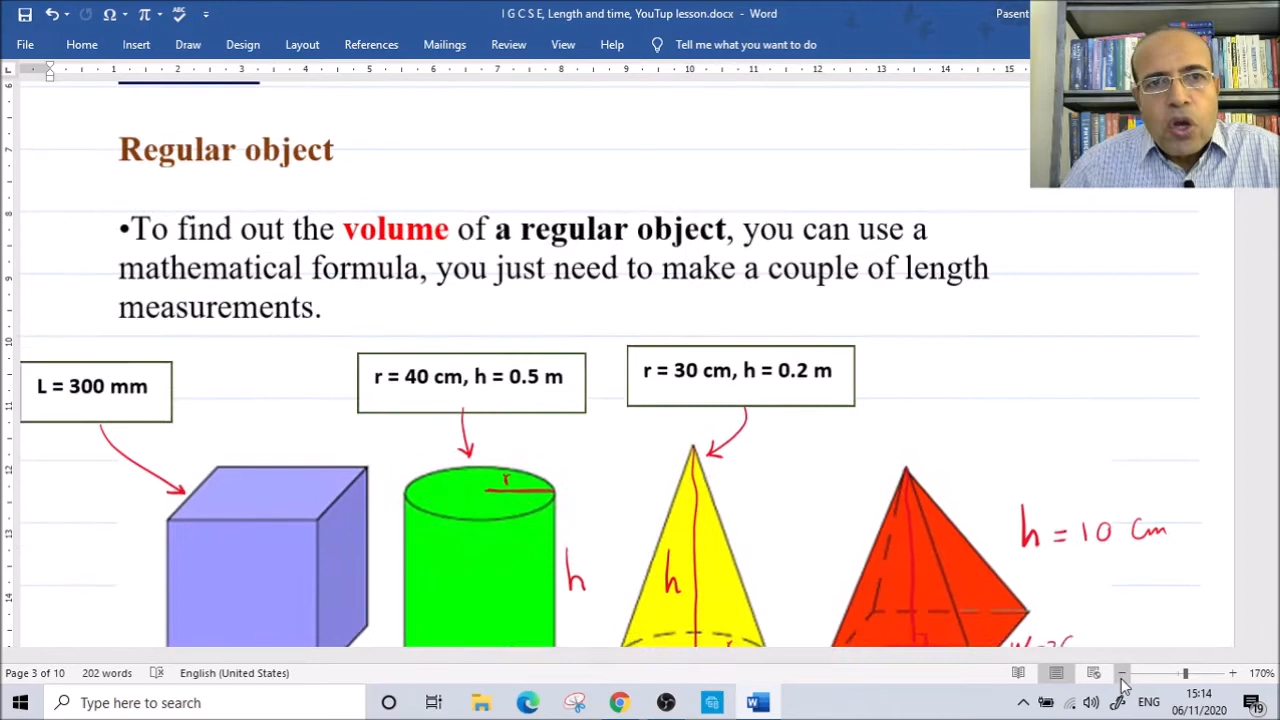 I G C S E, Length and time, YouTup lesson.docx - Word
Pasent
File Home Insert Draw Design Layout References Mailings Review View Help Tell me what you want to do
Regular object
•To find out the volume of a regular object, you can use a
mathematical formula, you just need to make a couple of length
measurements.
L = 300 mm
r = 40 cm, h = 0.5 m
r = 30 cm, h = 0.2 m
r
h
h
h = 10 cm
Page 3 of 10 202 words English (United States) 170%
Type here to search
ENG
15:14
06/11/2020
19